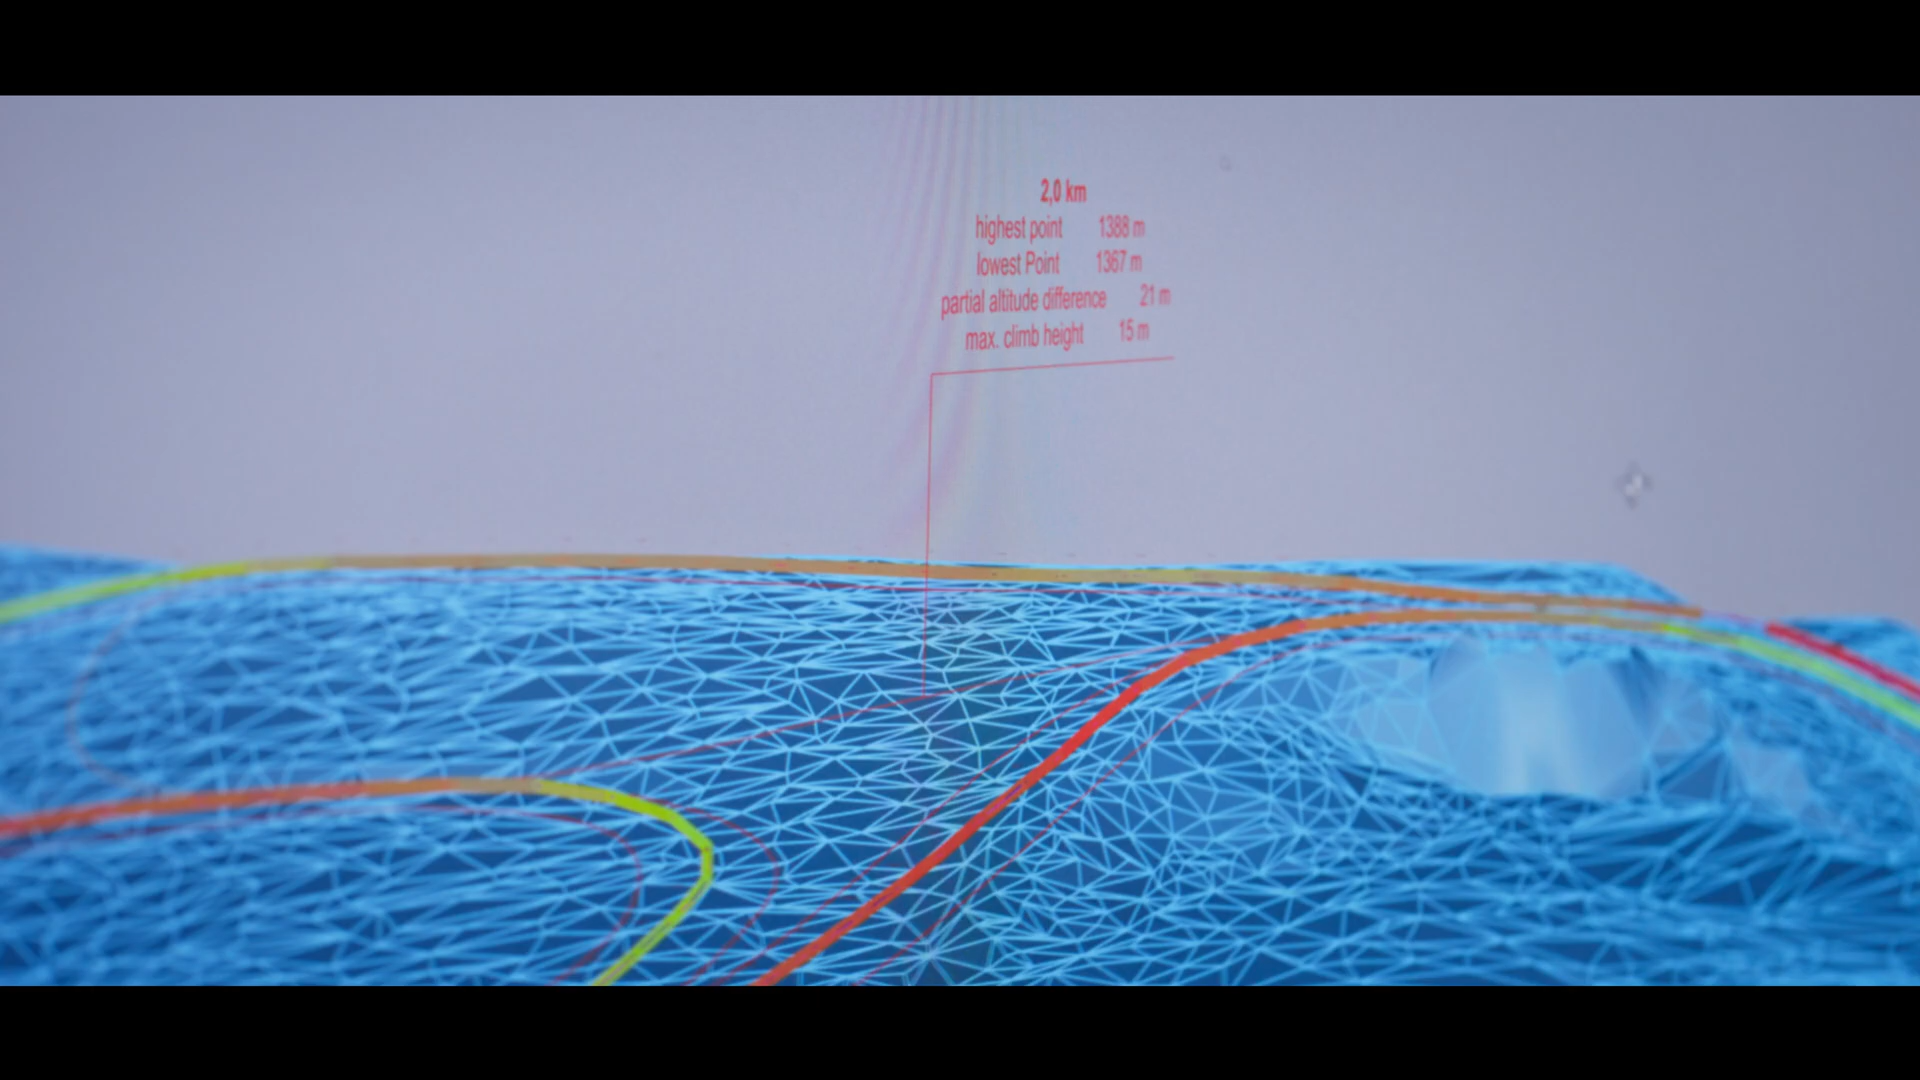 2,0 km
highest point 1388 m
lowest Point 1367 m
partial altitude difference 21 m
max. climb height 15 m